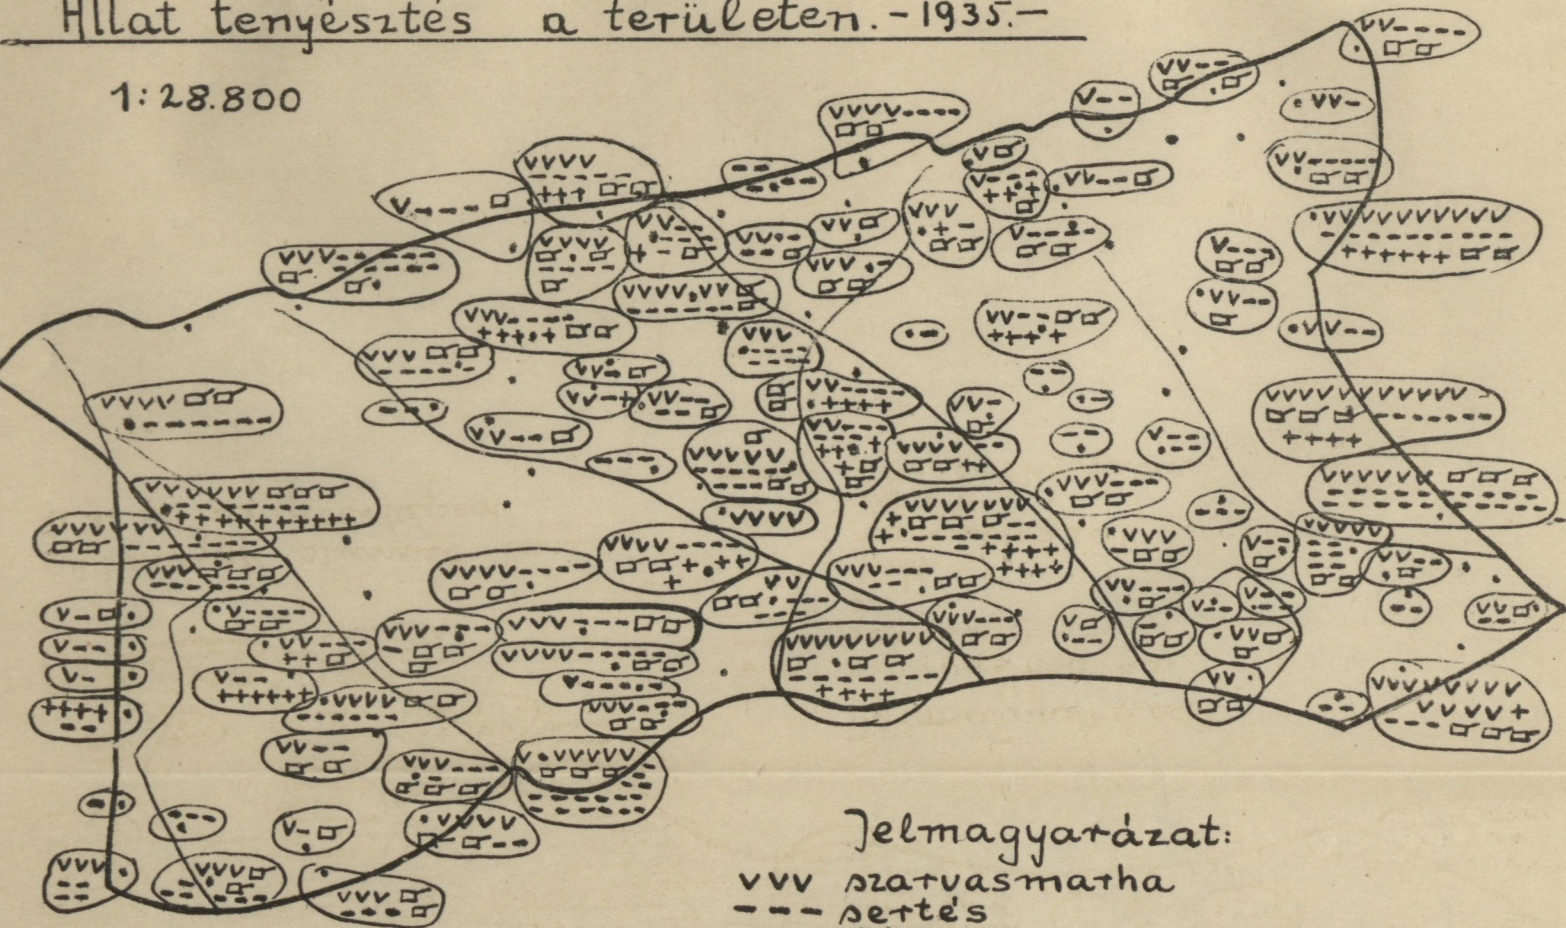 Állat tenyésztés a területen. - 1935. -
1:28.800
Jelmagyarázat:
vvv szarvasmarha
--- sertés